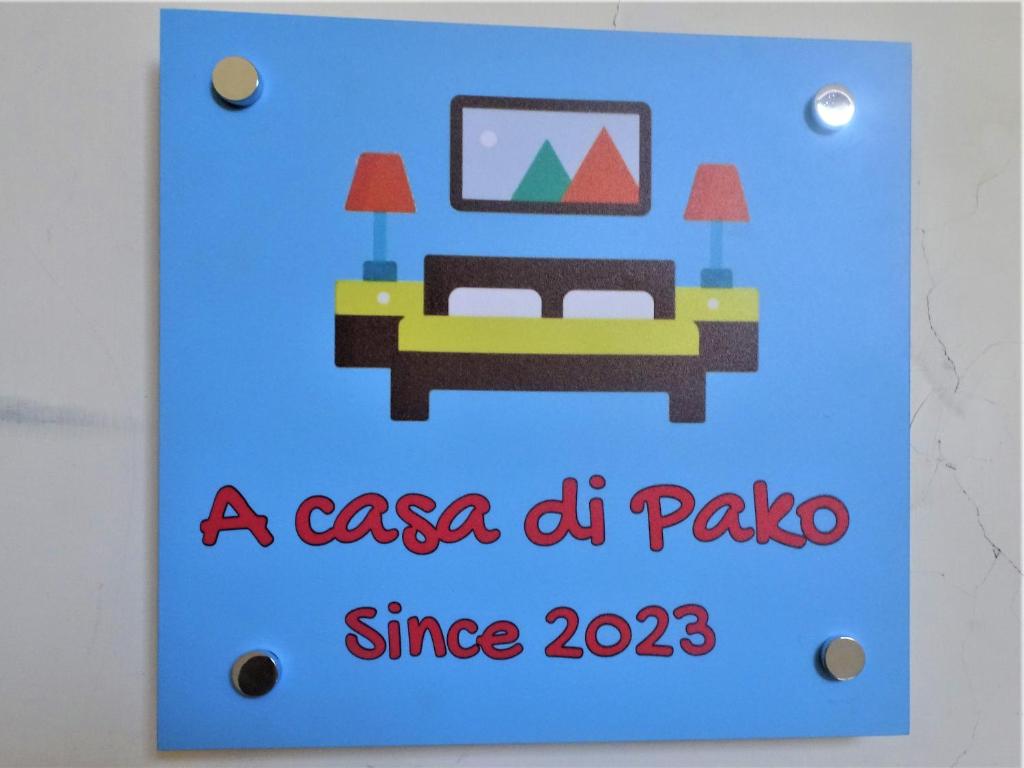 A casa di Pako
Since 2023